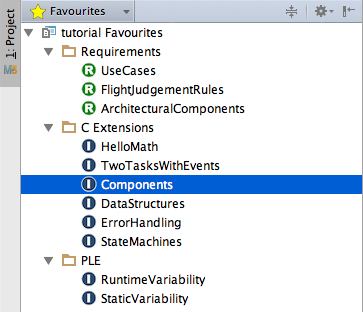 1: Project
Favourites
tutorial Favourites
Requirements
R UseCases
R FlightJudgementRules
R ArchitecturalComponents
C Extensions
I HelloMath
I TwoTasksWithEvents
I Components
I DataStructures
I ErrorHandling
I StateMachines
PLE
I RuntimeVariability
I StaticVariability